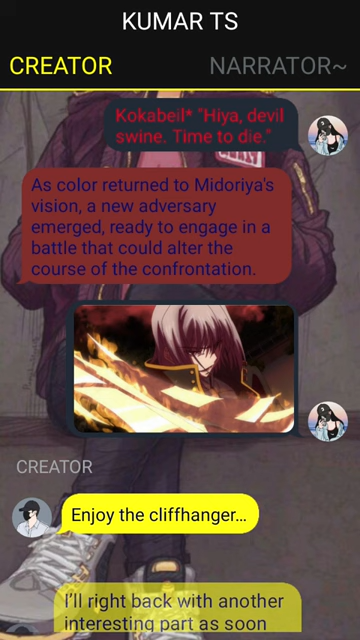 KUMAR TS
CREATOR
NARRATOR~
Kokabeil* "Hiya, devil
swine. Time to die."
As color returned to Midoriya's
vision, a new adversary
emerged, ready to engage in a
battle that could alter the
course of the confrontation.
CREATOR
Enjoy the cliffhanger...
I'll right back with another
interesting part as soon